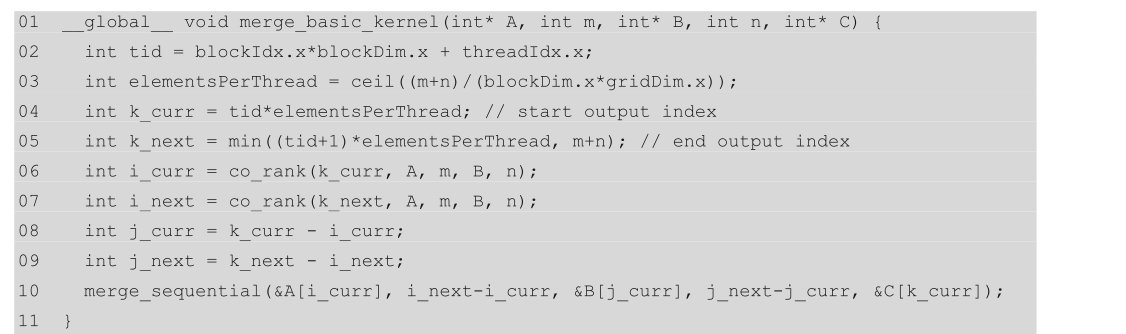 01 __global__ void merge_basic_kernel(int* A, int m, int* B, int n, int* C) {
02 int tid = blockIdx.x*blockDim.x + threadIdx.x;
03 int elementsPerThread = ceil((m+n)/(blockDim.x*gridDim.x));
04 int k_curr = tid*elementsPerThread; // start output index
05 int k_next = min((tid+1)*elementsPerThread, m+n); // end output index
06 int i_curr = co_rank(k_curr, A, m, B, n);
07 int i_next = co_rank(k_next, A, m, B, n);
08 int j_curr = k_curr - i_curr;
09 int j_next = k_next - i_next;
10 merge_sequential(&A[i_curr], i_next-i_curr, &B[j_curr], j_next-j_curr, &C[k_curr]);
11 }